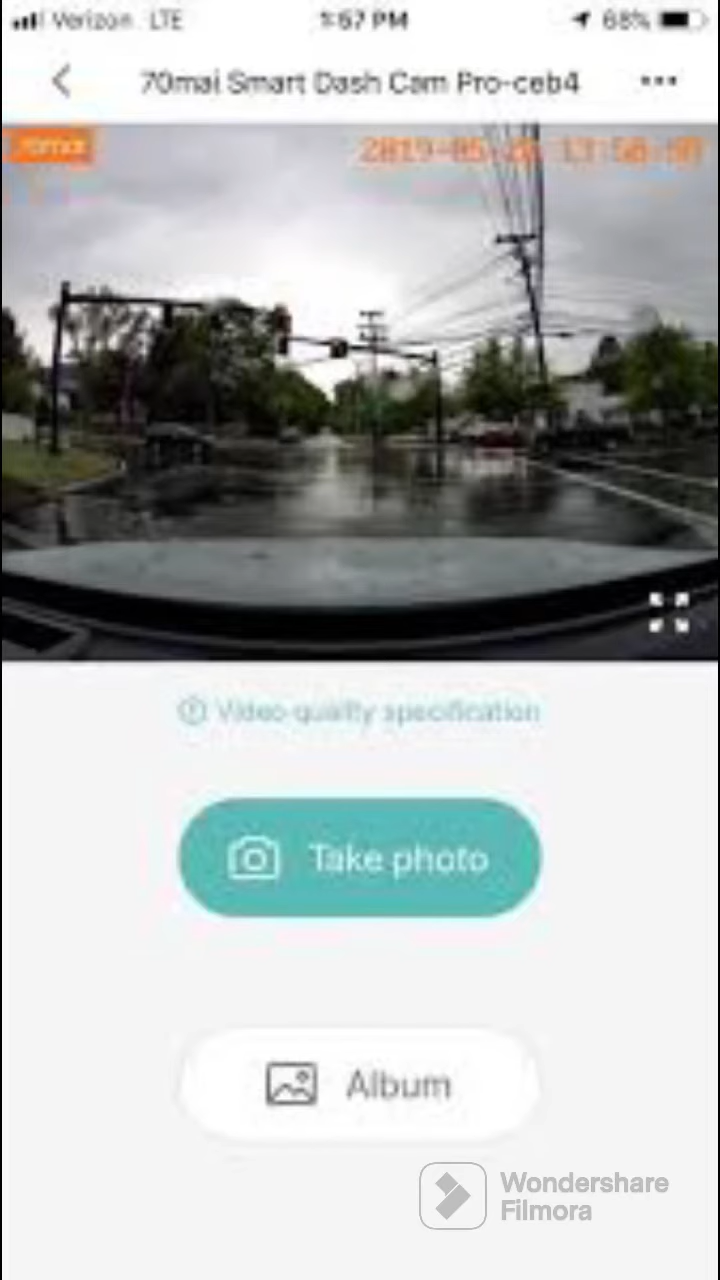 Verizon LTE
1:57 PM
68%
70mai Smart Dash Cam Pro-ceb4
70mai
Video quality specification
Take photo
Album
Wondershare
Filmora